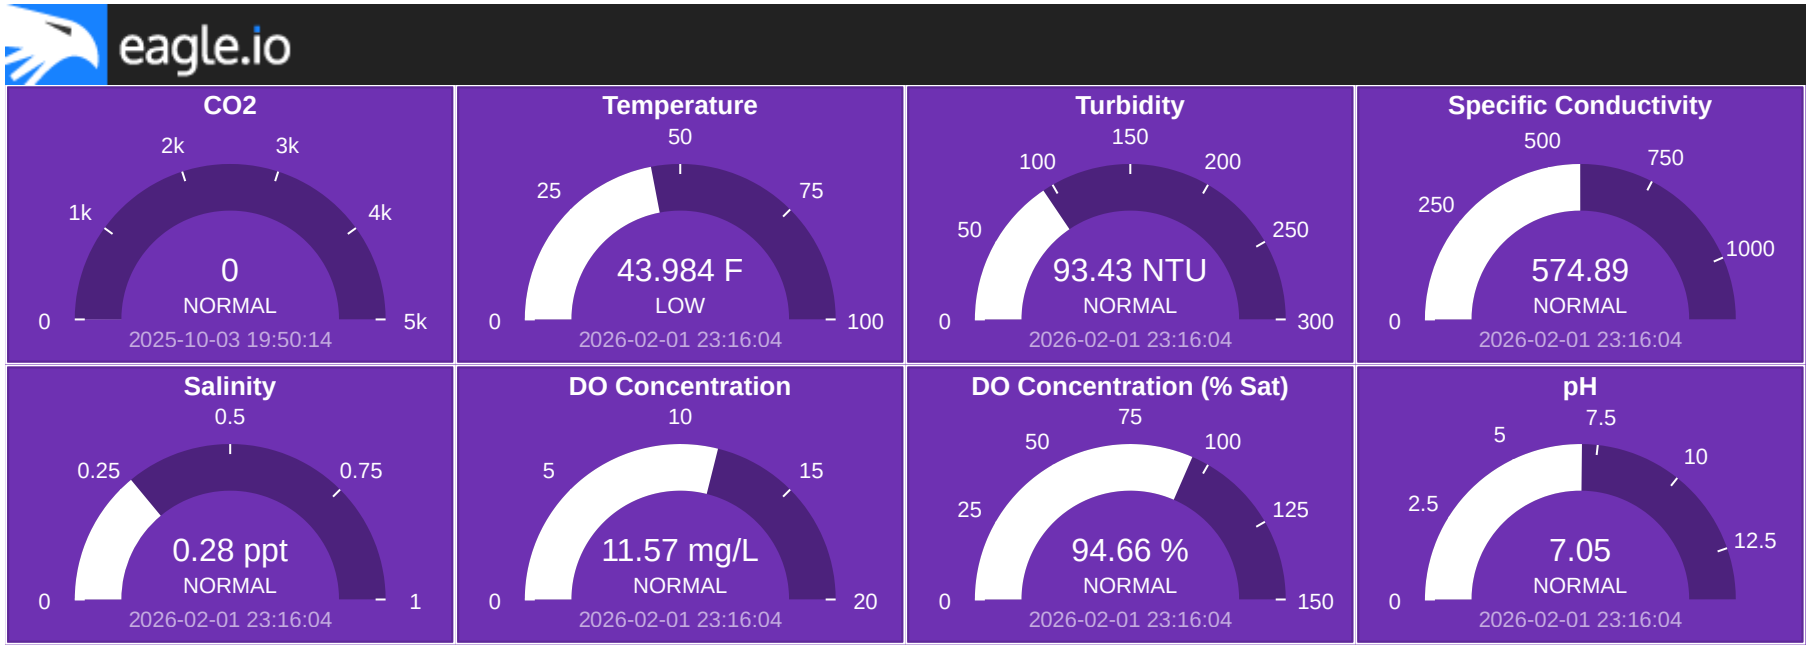 eagle.io
CO2
0
1k
2k
3k
4k
5k
0
NORMAL
2025-10-03 19:50:14
Temperature
0
25
50
75
100
43.984 F
LOW
2026-02-01 23:16:04
Turbidity
0
50
100
150
200
250
300
93.43 NTU
NORMAL
2026-02-01 23:16:04
Specific Conductivity
0
250
500
750
1000
574.89
NORMAL
2026-02-01 23:16:04
Salinity
0
0.25
0.5
0.75
1
0.28 ppt
NORMAL
2026-02-01 23:16:04
DO Concentration
0
5
10
15
20
11.57 mg/L
NORMAL
2026-02-01 23:16:04
DO Concentration (% Sat)
0
25
50
75
100
125
150
94.66 %
NORMAL
2026-02-01 23:16:04
pH
0
2.5
5
7.5
10
12.5
7.05
NORMAL
2026-02-01 23:16:04